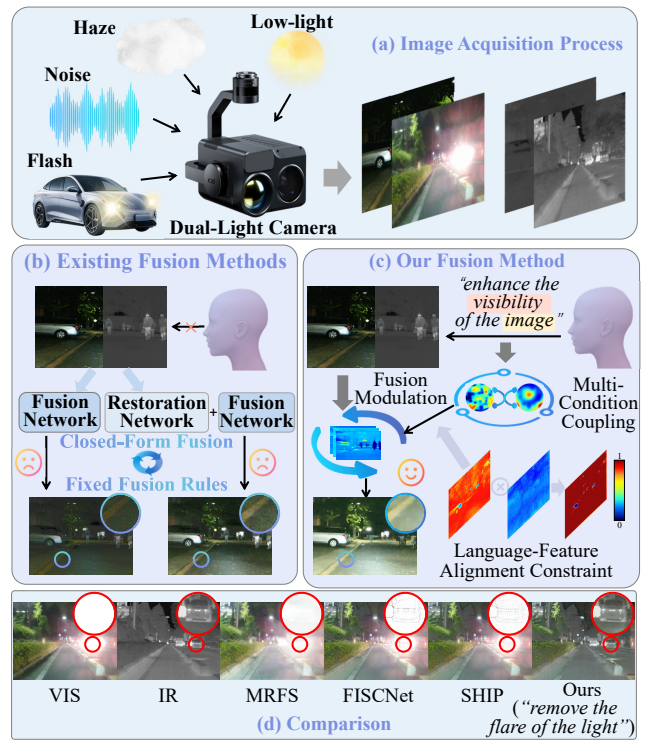 Haze
Low-light
(a) Image Acquisition Process
Noise
Flash
Dual-Light Camera
(b) Existing Fusion Methods
Fusion
Network
Restoration
Network
+
Fusion
Network
Closed-Form Fusion
Fixed Fusion Rules
(c) Our Fusion Method
“enhance the
visibility
of the image”
Fusion
Modulation
Multi-
Condition
Coupling
1
0
Language-Feature
Alignment Constraint
VIS
IR
MRFS
FISCNet
SHIP
Ours
(“remove the
flare of the light”)
(d) Comparison